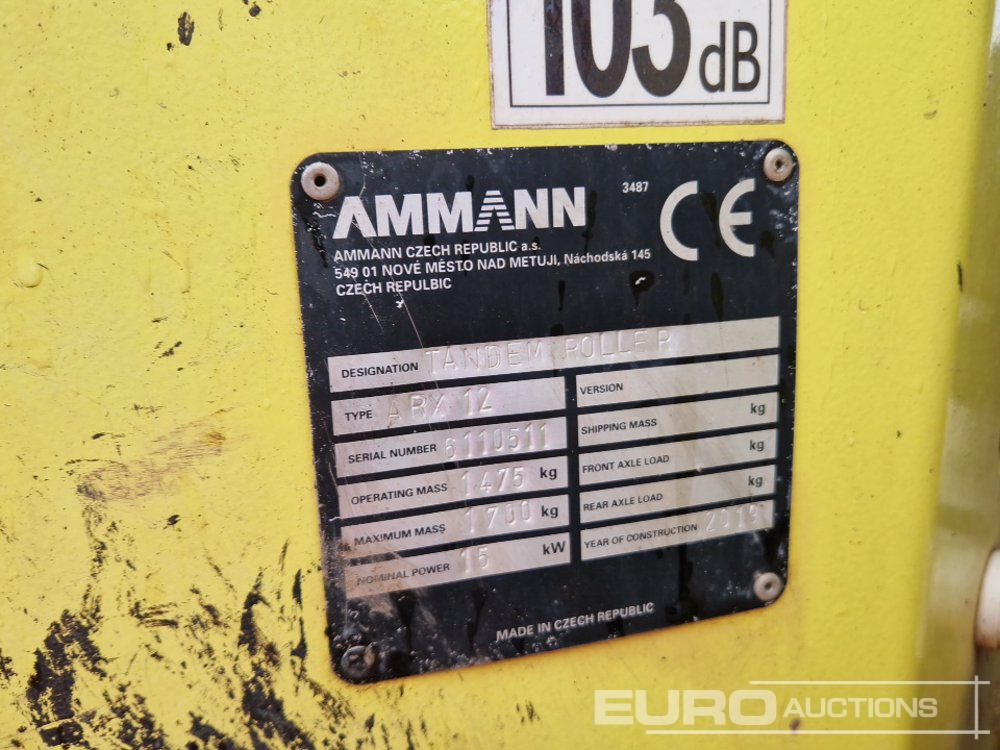 103 dB
AMMANN
3487
CE
AMMANN CZECH REPUBLIC a.s.
549 01 NOVÉ MĚSTO NAD METUJI, Náchodská 145
CZECH REPULBIC
DESIGNATION TANDEM ROLLER
TYPE ARX 12
VERSION
SERIAL NUMBER 6110511
SHIPPING MASS kg
OPERATING MASS 1475 kg
FRONT AXLE LOAD kg
MAXIMUM MASS 1700 kg
REAR AXLE LOAD kg
NOMINAL POWER 15 kW
YEAR OF CONSTRUCTION 2019
MADE IN CZECH REPUBLIC
EURO AUCTIONS